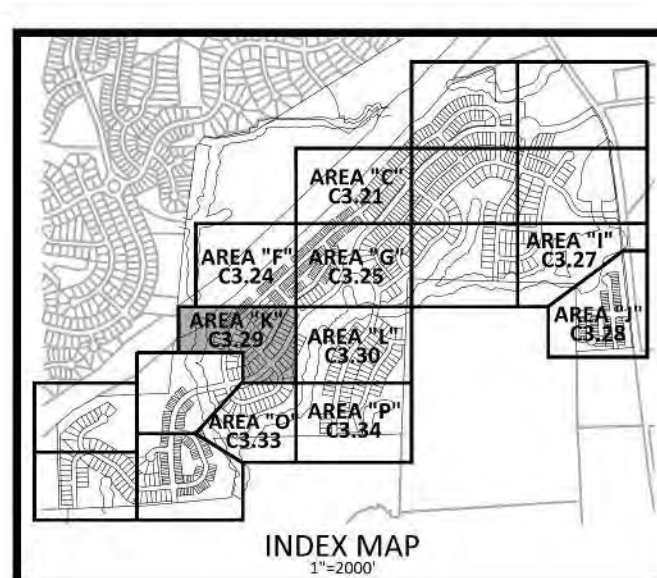 AREA "C"
C3.21
AREA "F"
C3.24
AREA "G"
C3.25
AREA "I"
C3.27
AREA "J"
C3.28
AREA "K"
C3.29
AREA "L"
C3.30
AREA "O"
C3.33
AREA "P"
C3.34
INDEX MAP
1"=2000'